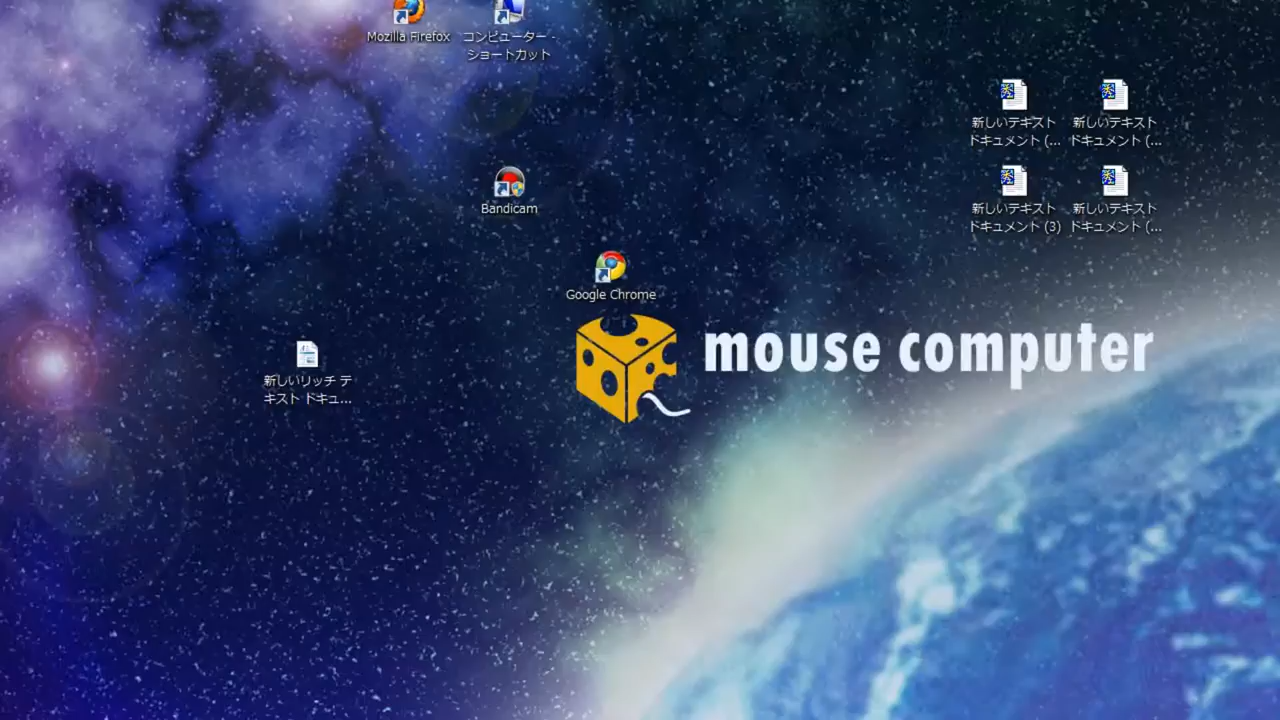 Mozilla Firefox
コンピューター -
ショートカット
新しいテキスト
ドキュメント (...
新しいテキスト
ドキュメント (...
Bandicam
新しいテキスト
ドキュメント (3)
新しいテキスト
ドキュメント (...
Google Chrome
mouse computer
新しいリッチ テ
キスト ドキュ...